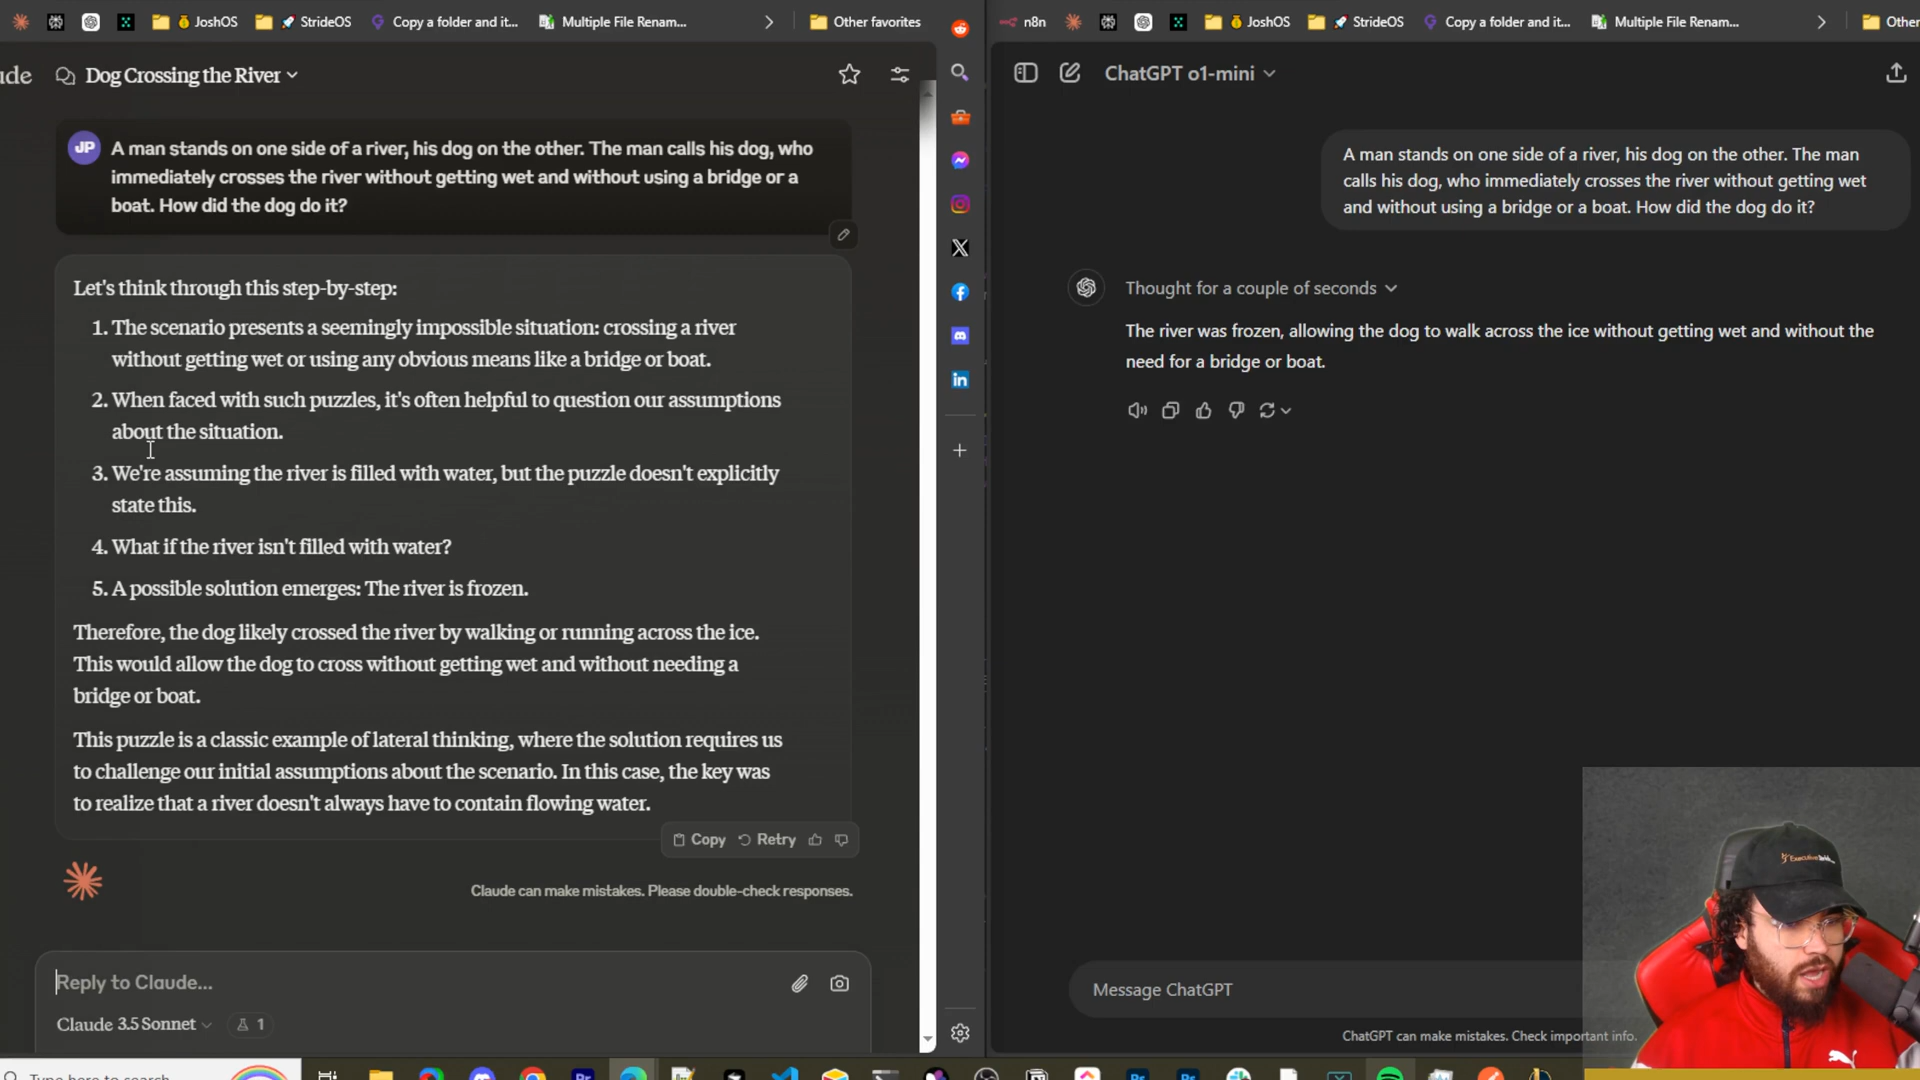 JoshOS
StrideOS
Copy a folder and it...
Multiple File Renam...
Other favorites
n8n
JoshOS
StrideOS
Copy a folder and it...
Multiple File Renam...
Other
ude
Dog Crossing the River
JP
A man stands on one side of a river, his dog on the other. The man calls his dog, who
immediately crosses the river without getting wet and without using a bridge or a
boat. How did the dog do it?
Let's think through this step-by-step:
1. The scenario presents a seemingly impossible situation: crossing a river
without getting wet or using any obvious means like a bridge or boat.
2. When faced with such puzzles, it's often helpful to question our assumptions
about the situation.
3. We're assuming the river is filled with water, but the puzzle doesn't explicitly
state this.
4. What if the river isn't filled with water?
5. A possible solution emerges: The river is frozen.
Therefore, the dog likely crossed the river by walking or running across the ice.
This would allow the dog to cross without getting wet and without needing a
bridge or boat.
This puzzle is a classic example of lateral thinking, where the solution requires us
to challenge our initial assumptions about the scenario. In this case, the key was
to realize that a river doesn't always have to contain flowing water.
Copy
Retry
Claude can make mistakes. Please double-check responses.
Reply to Claude...
Claude 3.5 Sonnet
1
ChatGPT o1-mini
A man stands on one side of a river, his dog on the other. The man
calls his dog, who immediately crosses the river without getting wet
and without using a bridge or a boat. How did the dog do it?
Thought for a couple of seconds
The river was frozen, allowing the dog to walk across the ice without getting wet and without the
need for a bridge or boat.
Message ChatGPT
ChatGPT can make mistakes. Check important info.
Type here to search